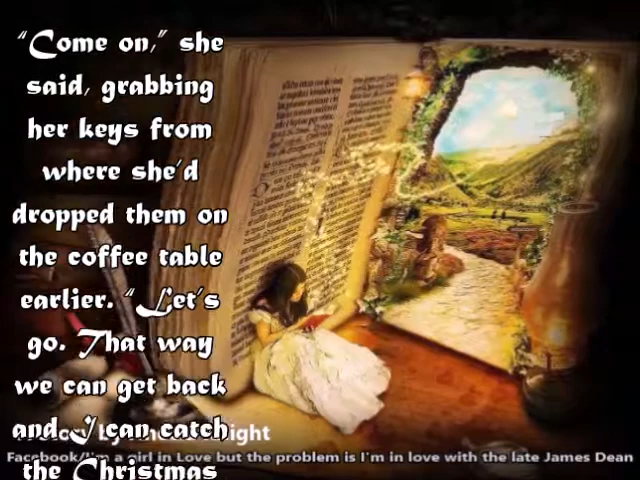 “Come on,” she
said, grabbing
her keys from
where she’d
dropped them on
the coffee table
earlier. “Let’s
go. That way
we can get back
and I can catch
the Christmas
by
Facebook/I'm a girl in Love but the problem is I'm in love with the late James Dean